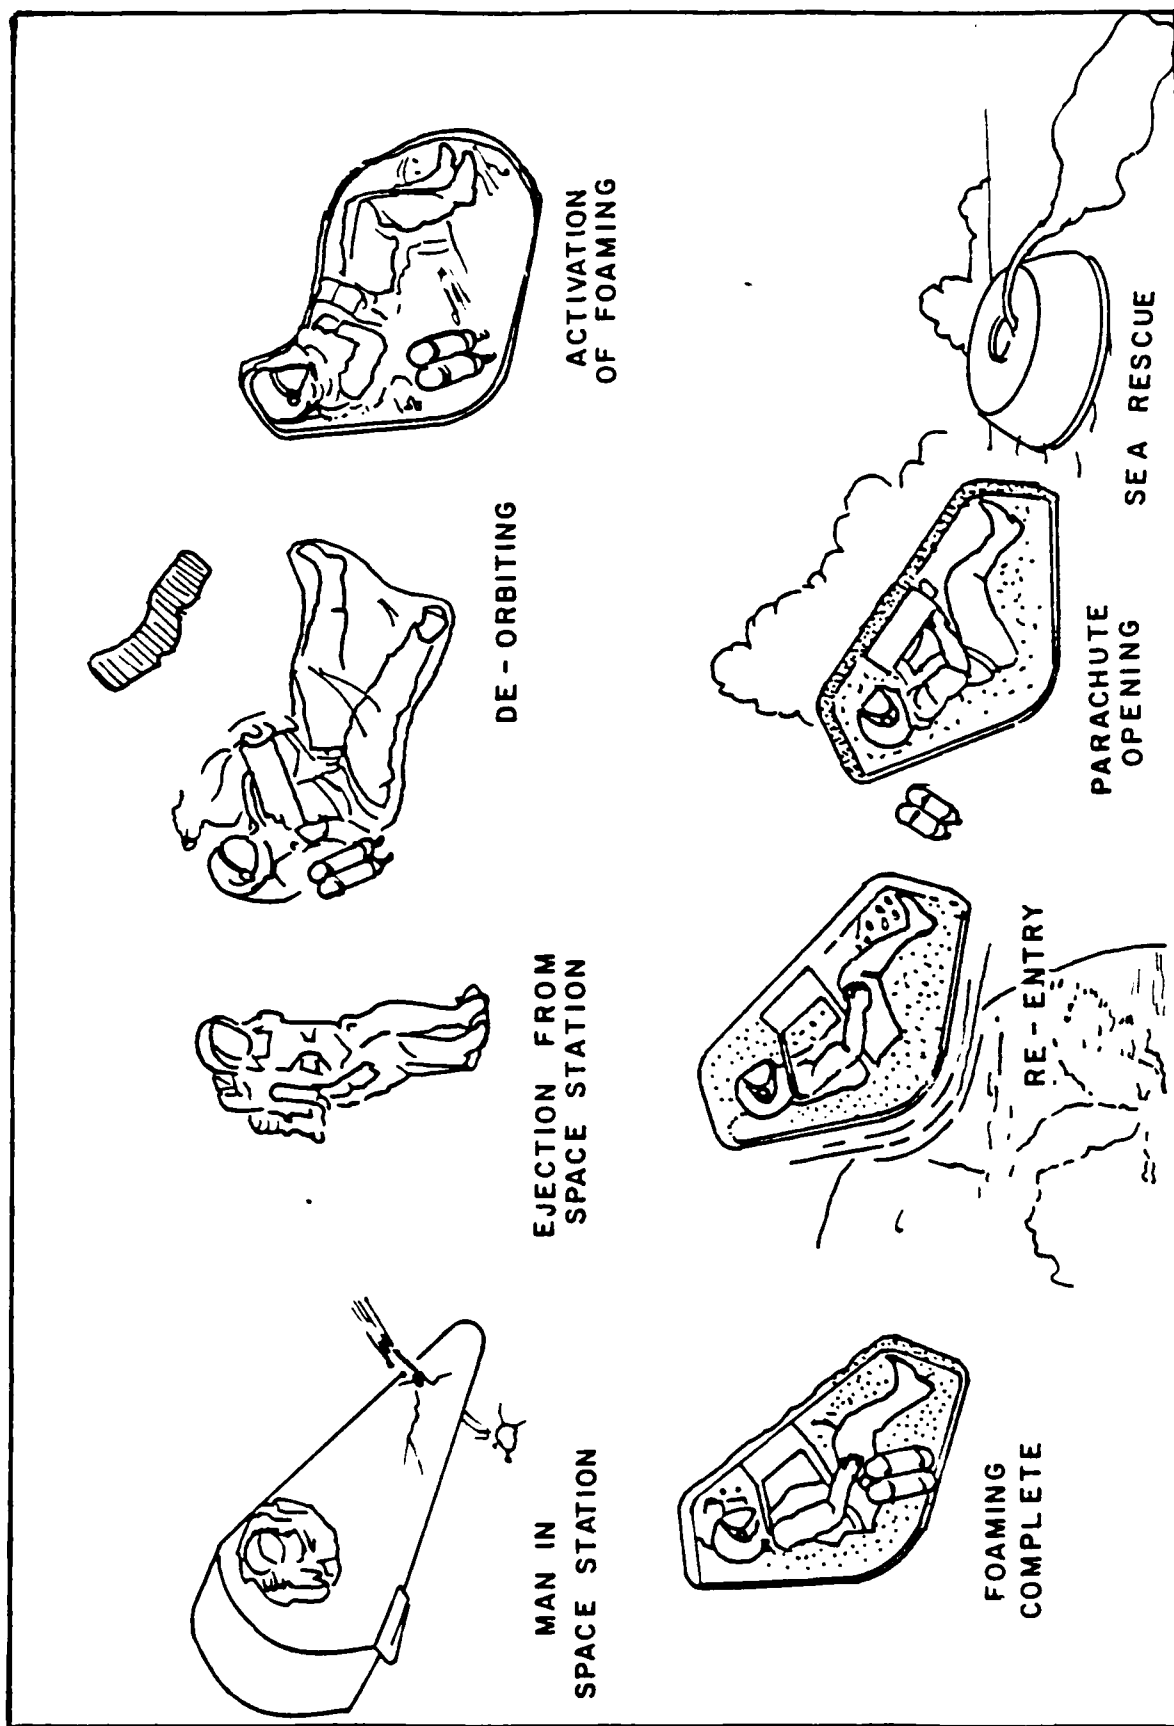 MAN IN
SPACE STATION
EJECTION FROM
SPACE STATION
DE-ORBITING
ACTIVATION
OF FOAMING
FOAMING
COMPLETE
RE-ENTRY
PARACHUTE
OPENING
SEA RESCUE